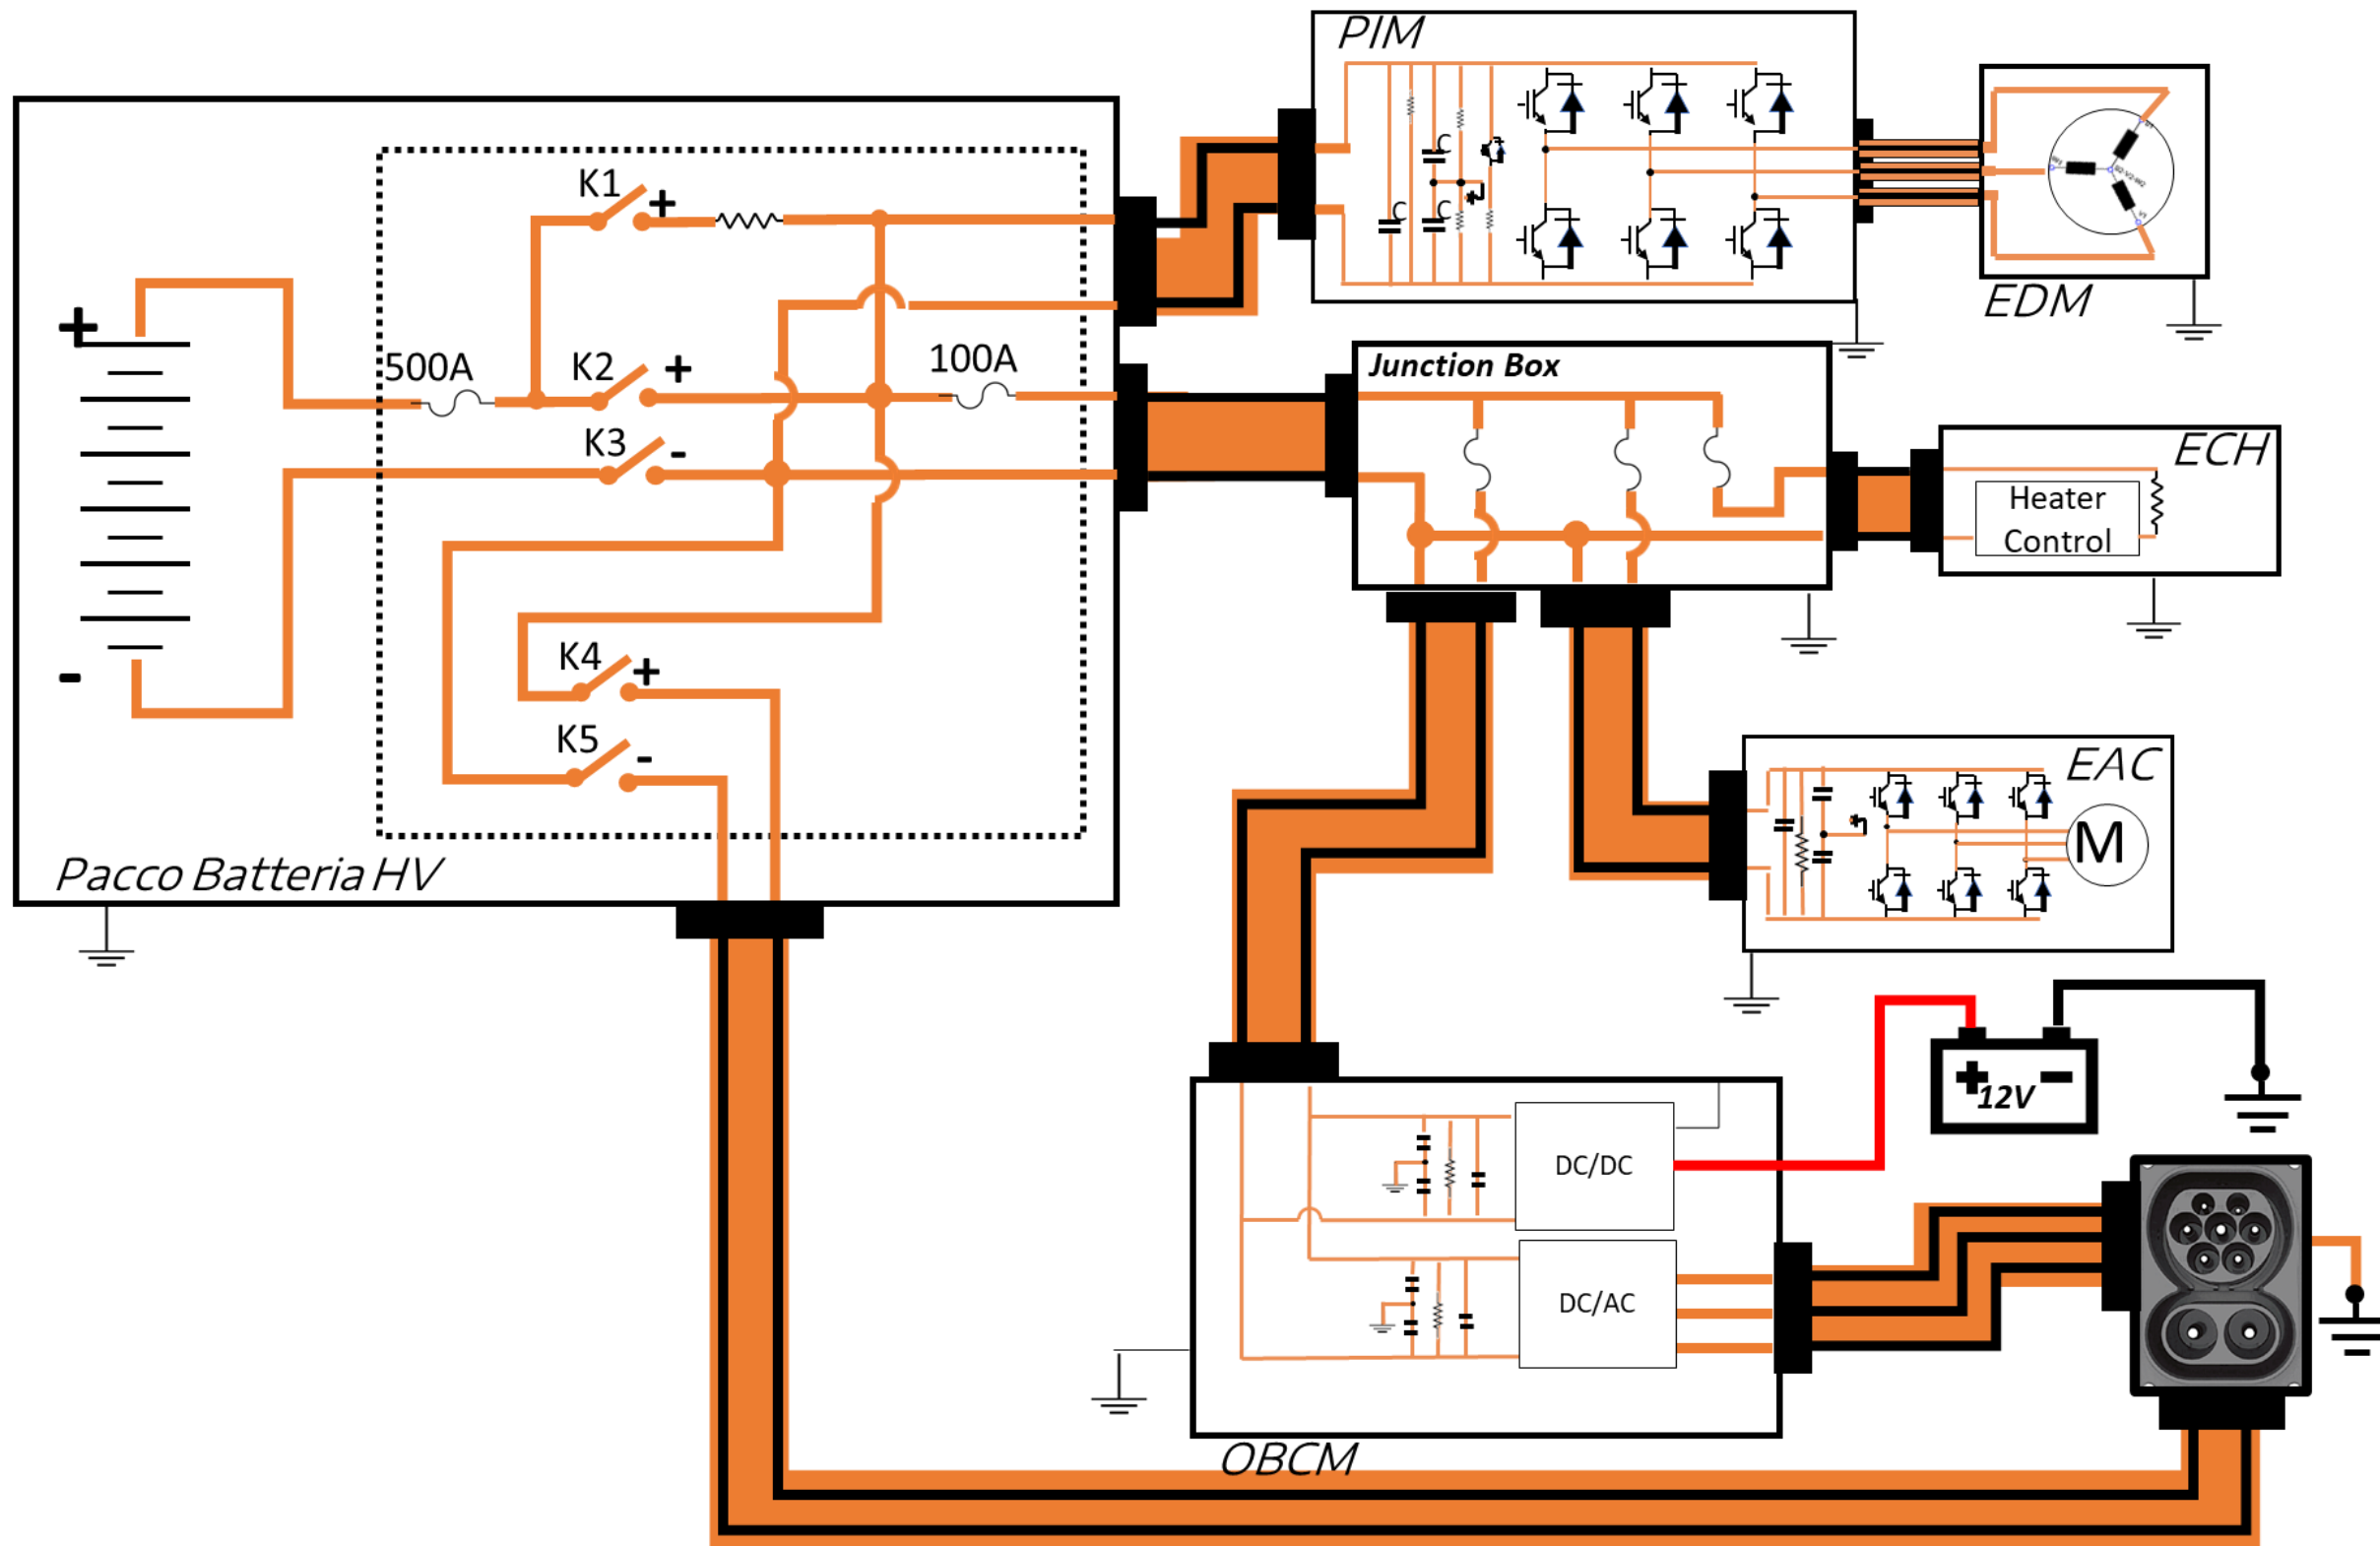 PIM
K1
+
C
C
C
EDM
+
500A
K2
+
100A
Junction Box
K3
-
ECH
Heater
Control
K4
+
-
K5
-
EAC
M
Pacco Batteria HV
+ -
12V
DC/DC
DC/AC
OBCM